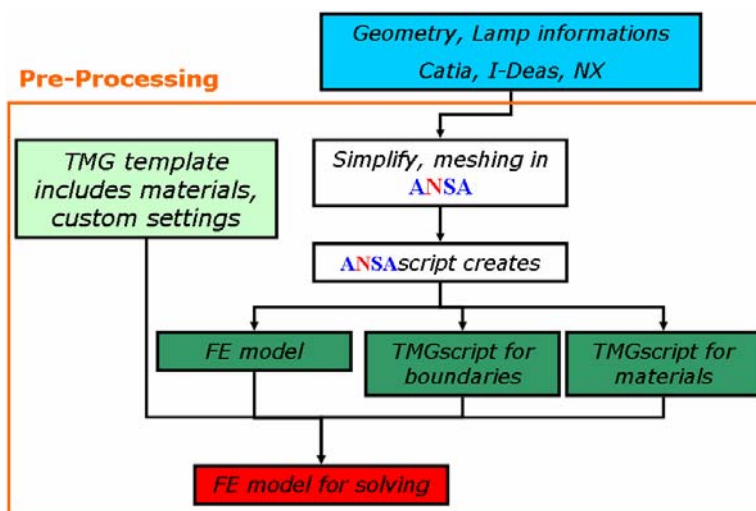 Geometry, Lamp informations
Catia, I-Deas, NX
Pre-Processing
TMG template
includes materials,
custom settings
Simplify, meshing in
ANSA
ANSAscript creates
FE model
TMGscript for
boundaries
TMGscript for
materials
FE model for solving